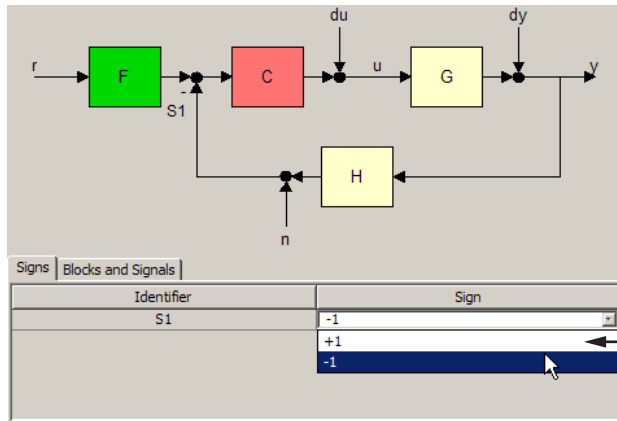 du
dy
r
F
C
u
G
y
-
S1
H
n
Signs
Blocks and Signals
Identifier
Sign
S1
-1
+1
-1